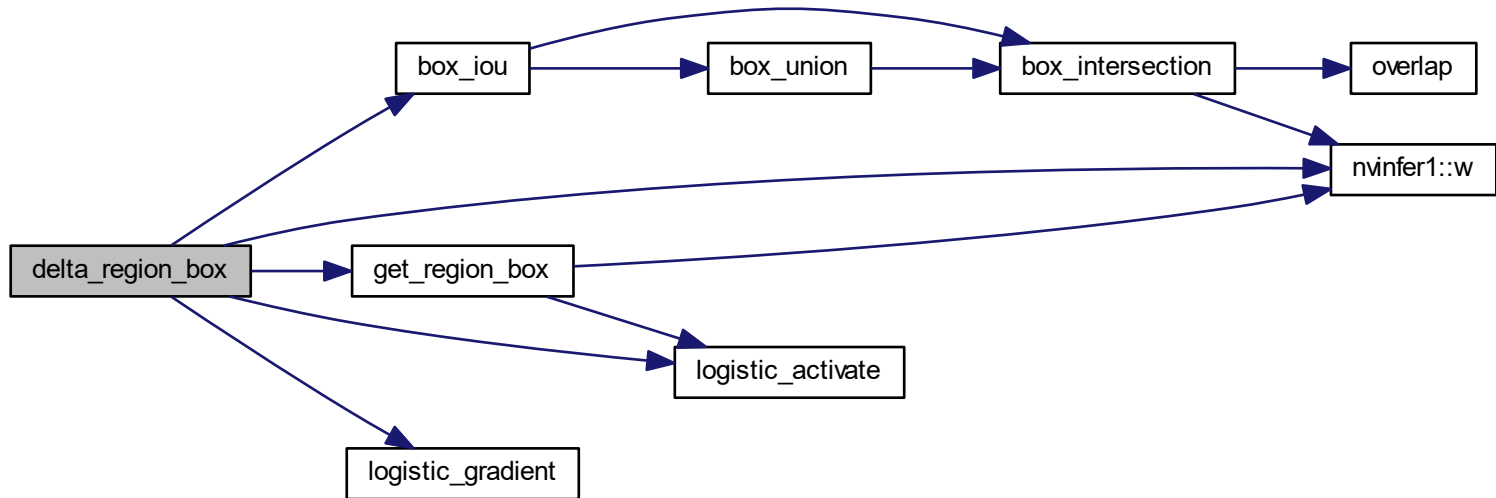 box_iou
box_union
box_intersection
overlap
nvinfer1::w
delta_region_box
get_region_box
logistic_activate
logistic_gradient